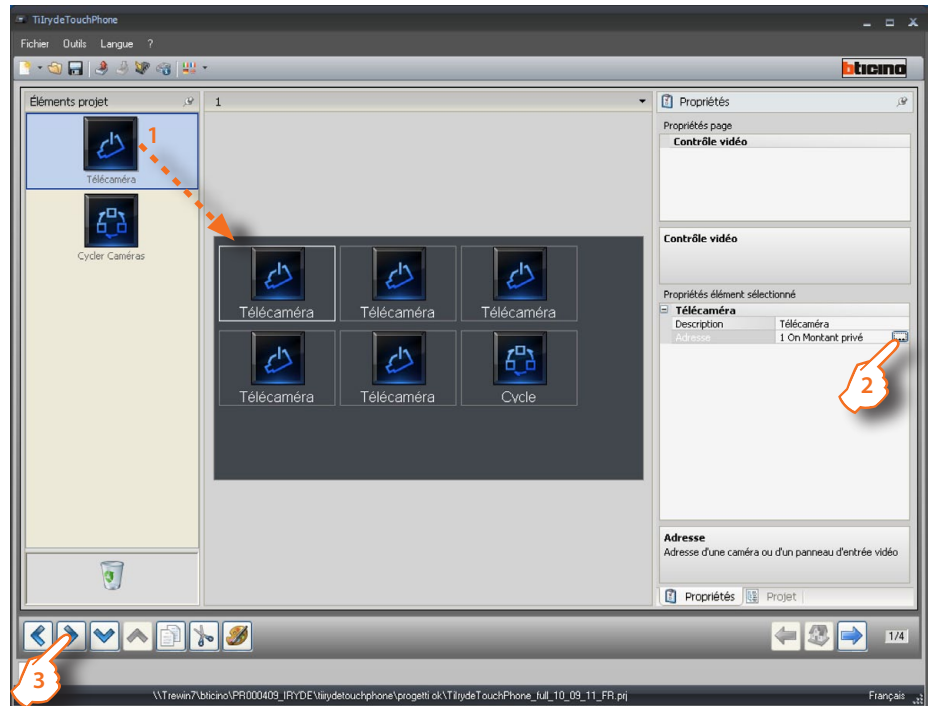 TiIrydeTouchPhone
Fichier Outils Langue ?
bticino
Éléments projet
1
Télécaméra
Cycler Caméras
1
Télécaméra Télécaméra Télécaméra
Télécaméra Télécaméra Cycle
Propriétés
Propriétés page
Contrôle vidéo
Contrôle vidéo
Propriétés élément sélectionné
Télécaméra
Description Télécaméra
Adresse 1 On Montant privé ...
2
Adresse
Adresse d'une caméra ou d'un panneau d'entrée vidéo
Propriétés Projet
1/4
3
\\Trewin7\bticino\PR000409_IRYDE\tiirydetouchphone\progetti ok\TiIrydeTouchPhone_full_10_09_11_FR.prj
Français